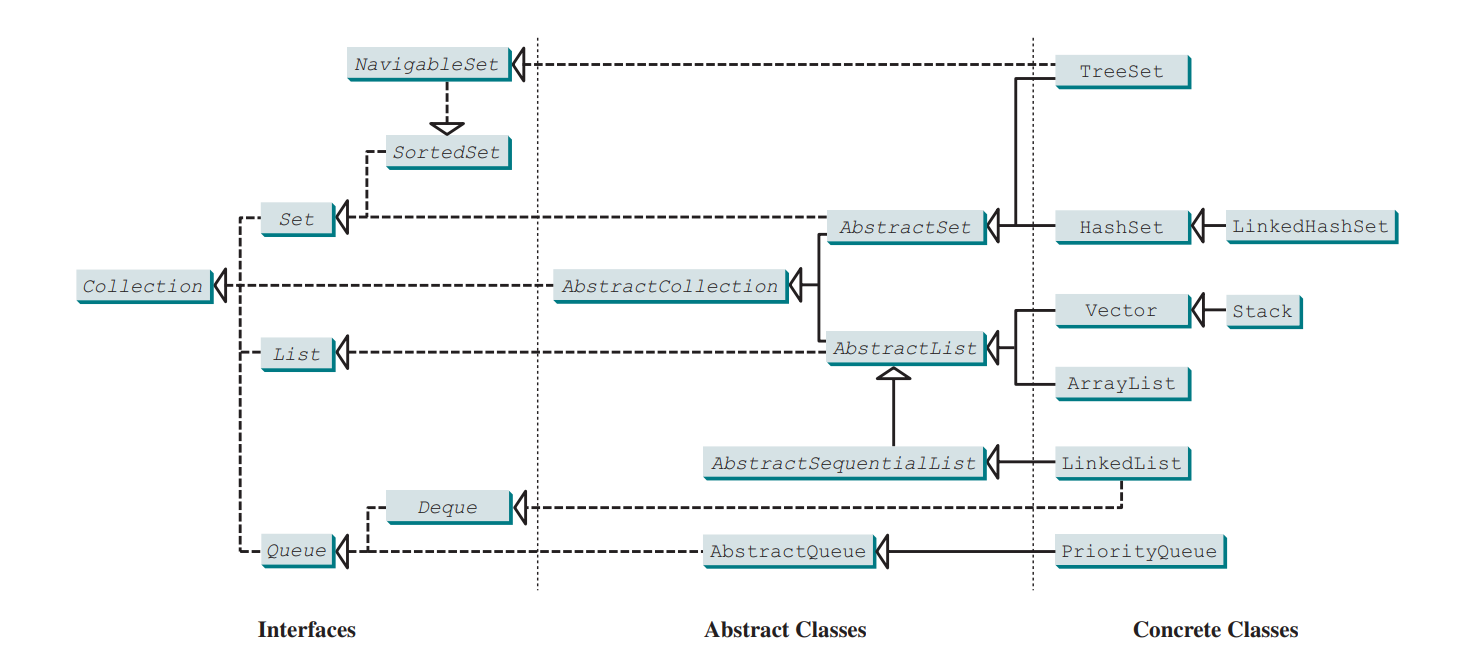 NavigableSet
TreeSet
SortedSet
Set
AbstractSet
HashSet
LinkedHashSet
Collection
AbstractCollection
Vector
Stack
List
AbstractList
ArrayList
AbstractSequentialList
LinkedList
Deque
Queue
AbstractQueue
PriorityQueue
Interfaces
Abstract Classes
Concrete Classes